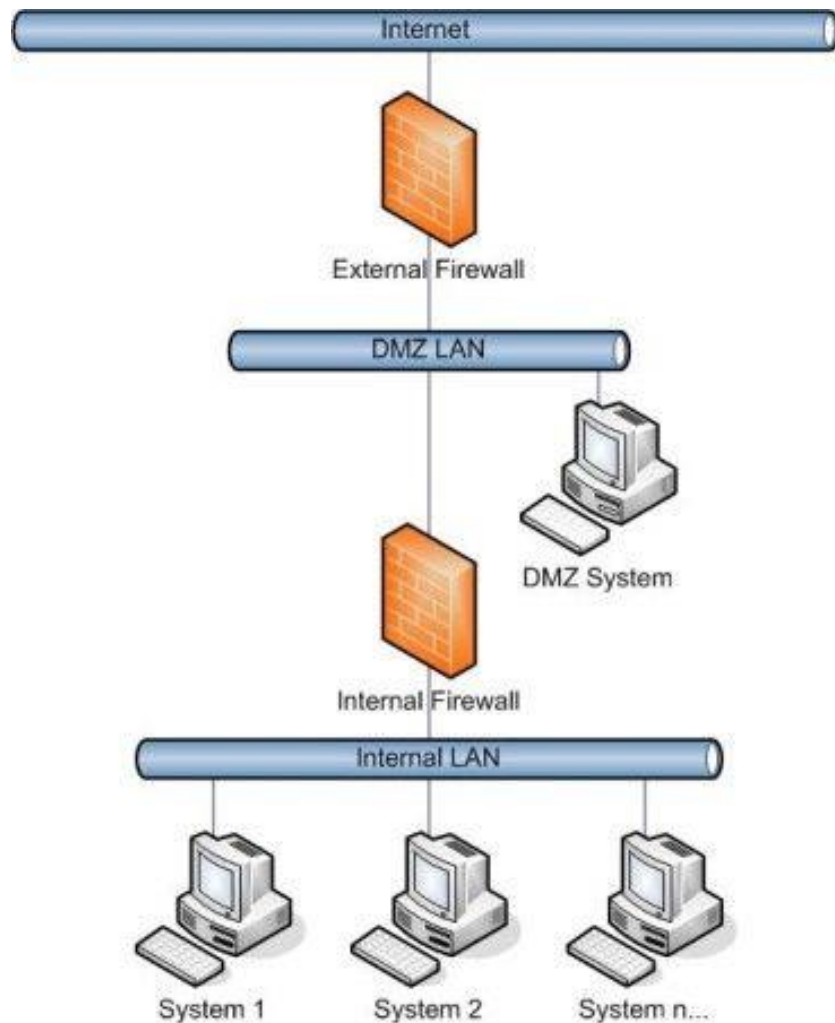 Internet
External Firewall
DMZ LAN
DMZ System
Internal Firewall
Internal LAN
System 1
System 2
System n...